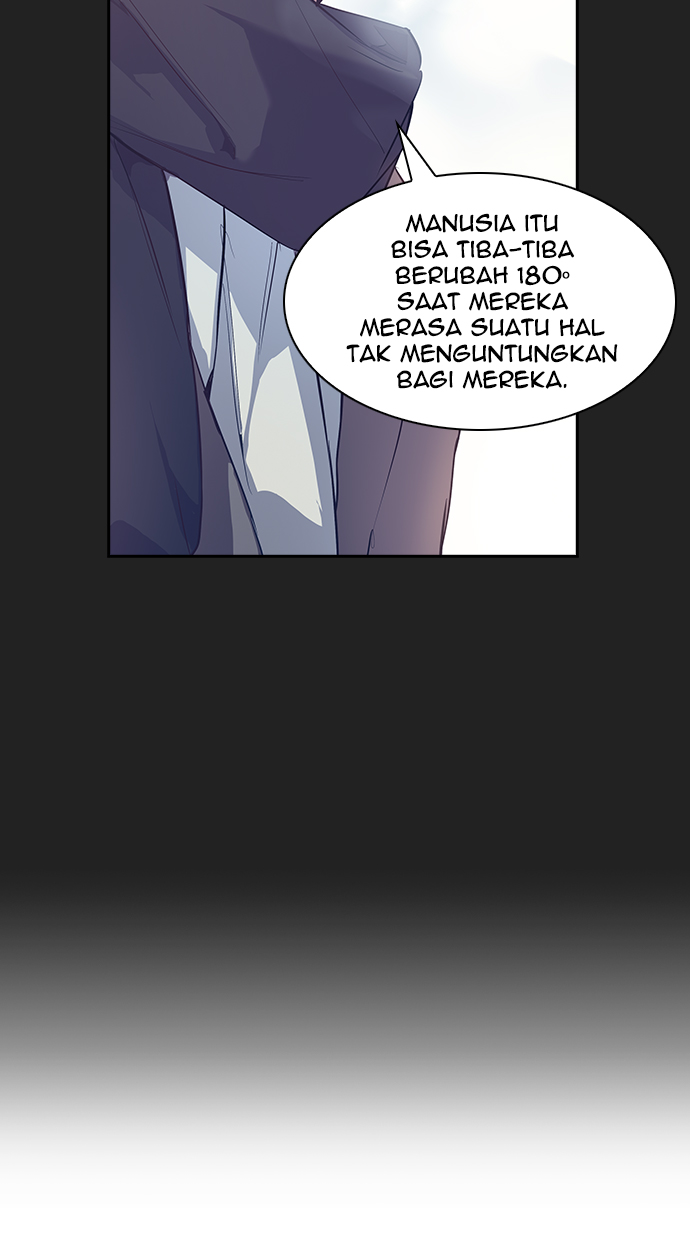 MANUSIA ITU
BISA TIBA-TIBA
BERUBAH 180°
SAAT MEREKA
MERASA SUATU HAL
TAK MENGUNTUNGKAN
BAGI MEREKA.